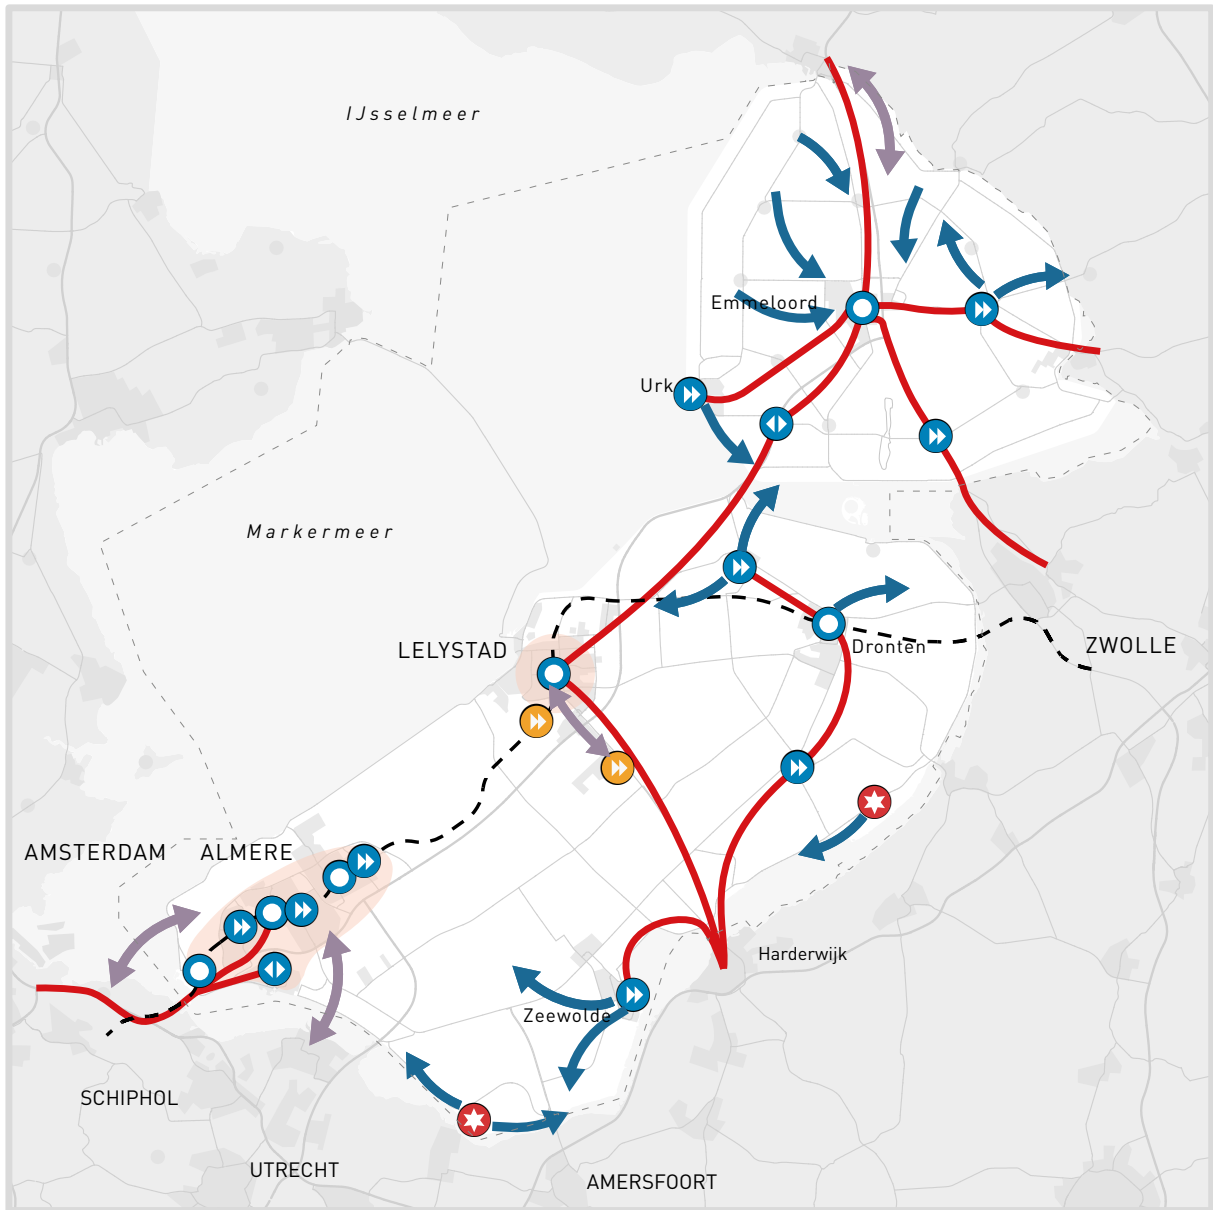 IJsselmeer
Emmeloord
Urk
Markermeer
LELYSTAD
Dronten
ZWOLLE
AMSTERDAM
ALMERE
Harderwijk
Zeewolde
SCHIPHOL
UTRECHT
AMERSFOORT